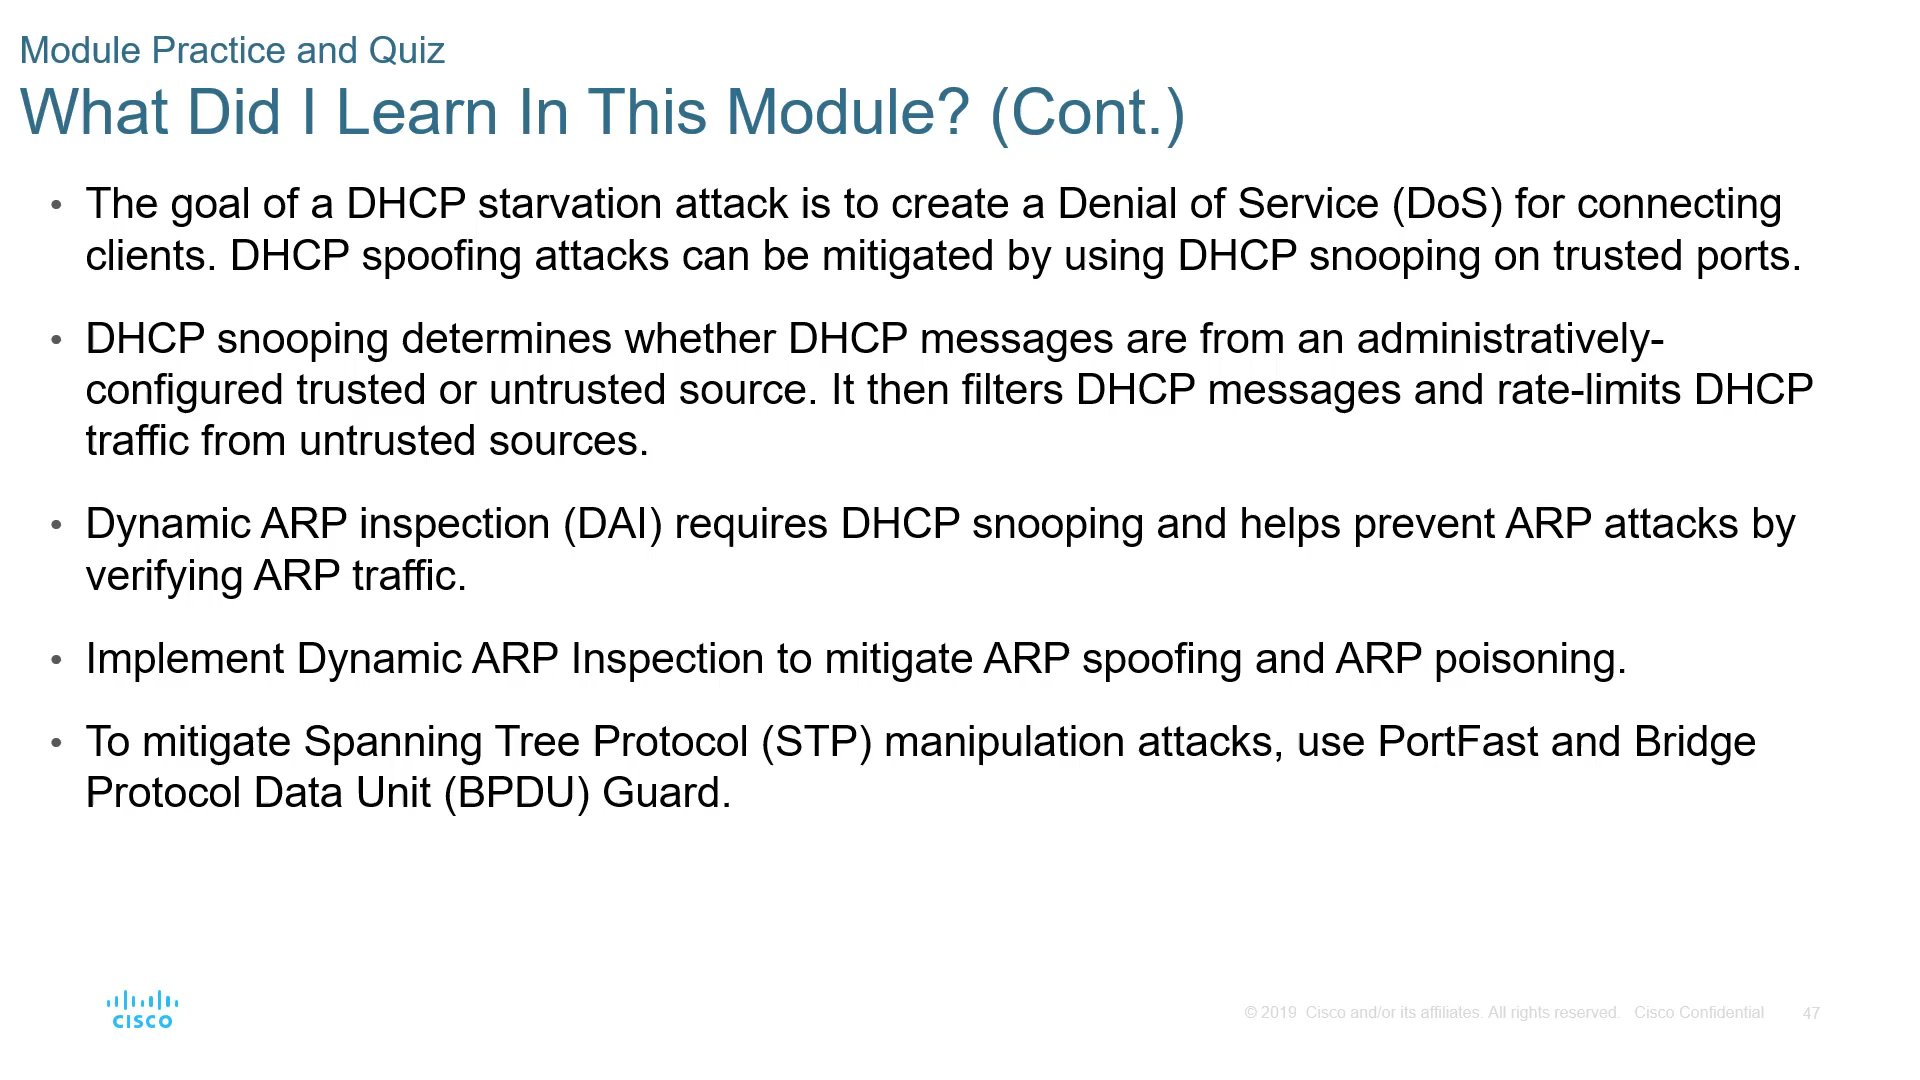 Module Practice and Quiz
What Did I Learn In This Module? (Cont.)
• The goal of a DHCP starvation attack is to create a Denial of Service (DoS) for connecting
clients. DHCP spoofing attacks can be mitigated by using DHCP snooping on trusted ports.
• DHCP snooping determines whether DHCP messages are from an administratively-
configured trusted or untrusted source. It then filters DHCP messages and rate-limits DHCP
traffic from untrusted sources.
• Dynamic ARP inspection (DAI) requires DHCP snooping and helps prevent ARP attacks by
verifying ARP traffic.
• Implement Dynamic ARP Inspection to mitigate ARP spoofing and ARP poisoning.
• To mitigate Spanning Tree Protocol (STP) manipulation attacks, use PortFast and Bridge
Protocol Data Unit (BPDU) Guard.
CISCO
© 2019 Cisco and/or its affiliates. All rights reserved. Cisco Confidential 47